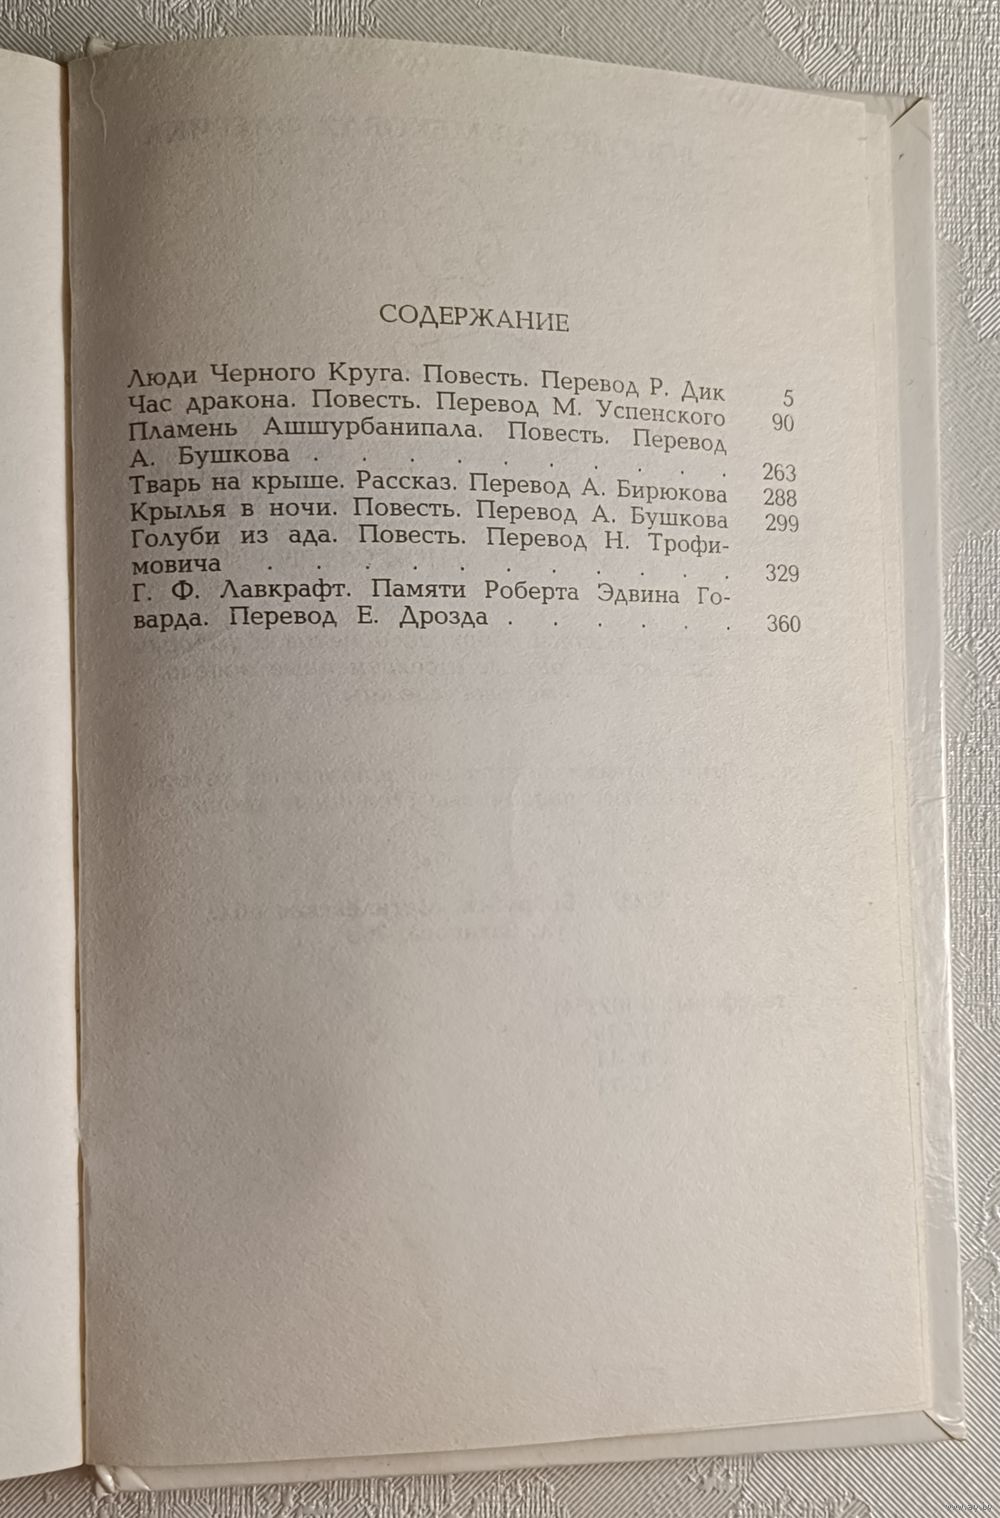 СОДЕРЖАНИЕ
Люди Черного Круга. Повесть. Перевод Р. Дик 5
Час дракона. Повесть. Перевод М. Успенского 90
Пламень Ашшурбанипала. Повесть. Перевод
А. Бушкова . . . . . . . . . 263
Тварь на крыше. Рассказ. Перевод А. Бирюкова 288
Крылья в ночи. Повесть. Перевод А. Бушкова 299
Голуби из ада. Повесть. Перевод Н. Трофи-
мовича . . . . . . . . . . 329
Г. Ф. Лавкрафт. Памяти Роберта Эдвина Го-
варда. Перевод Е. Дрозда . . . . . 360